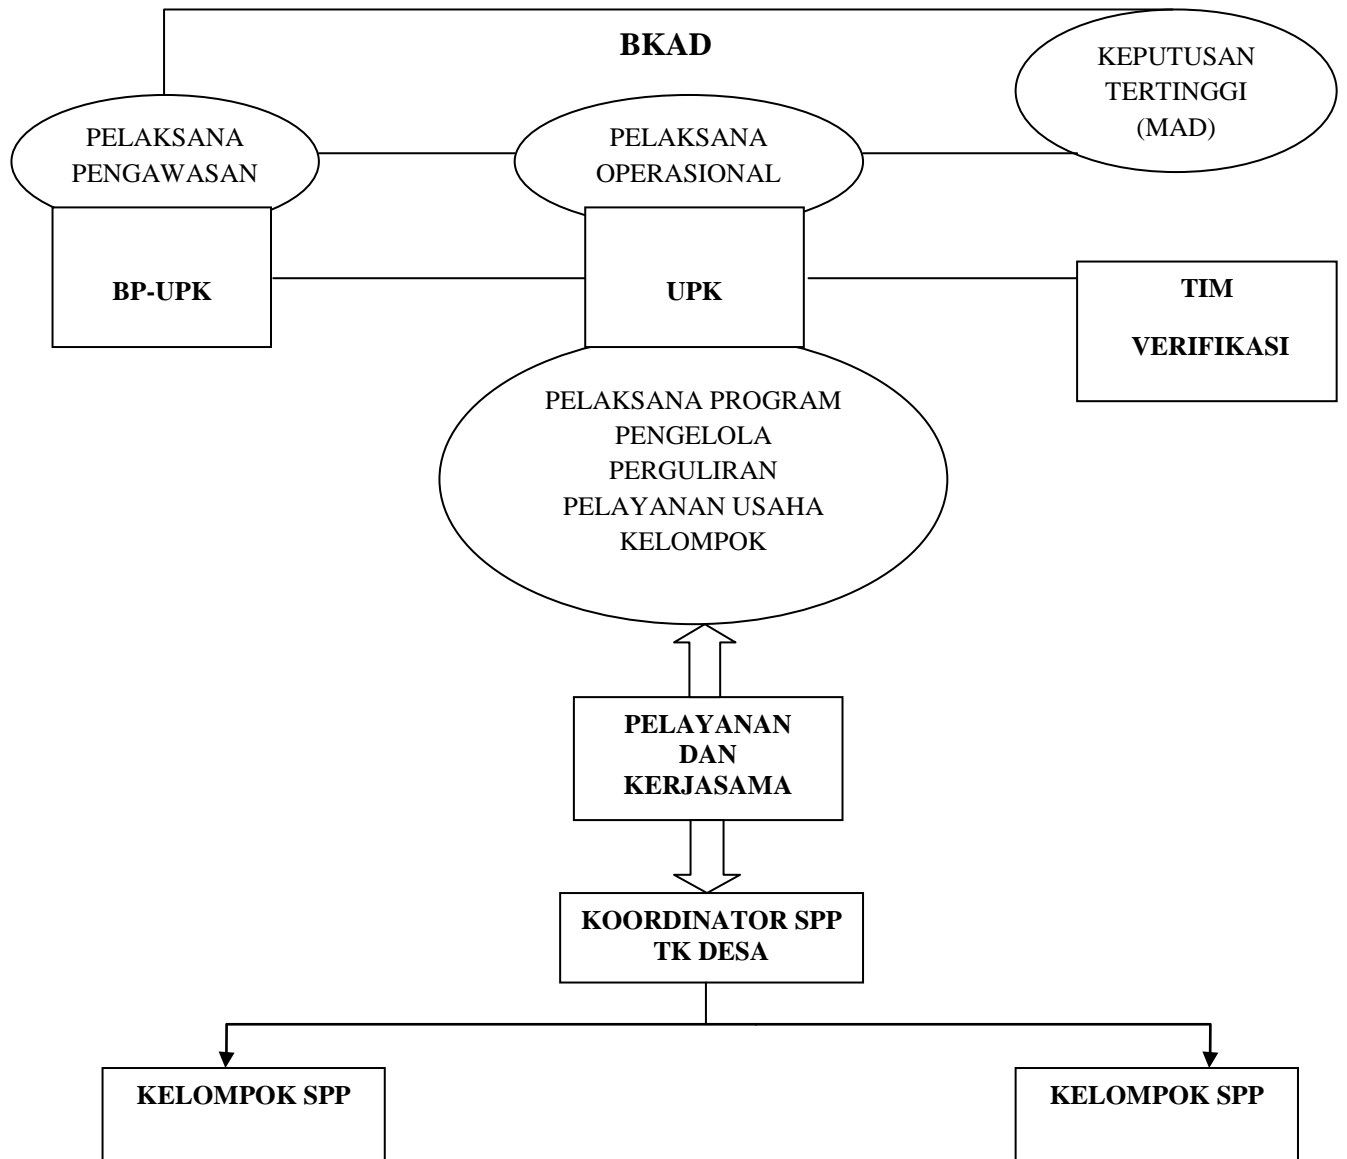 BKAD
KEPUTUSAN
TERTINGGI
(MAD)
PELAKSANA
PENGAWASAN
PELAKSANA
OPERASIONAL
BP-UPK
UPK
TIM
VERIFIKASI
PELAKSANA PROGRAM
PENGELOLA
PERGULIRAN
PELAYANAN USAHA
KELOMPOK
PELAYANAN
DAN
KERJASAMA
KOORDINATOR SPP
TK DESA
KELOMPOK SPP
KELOMPOK SPP